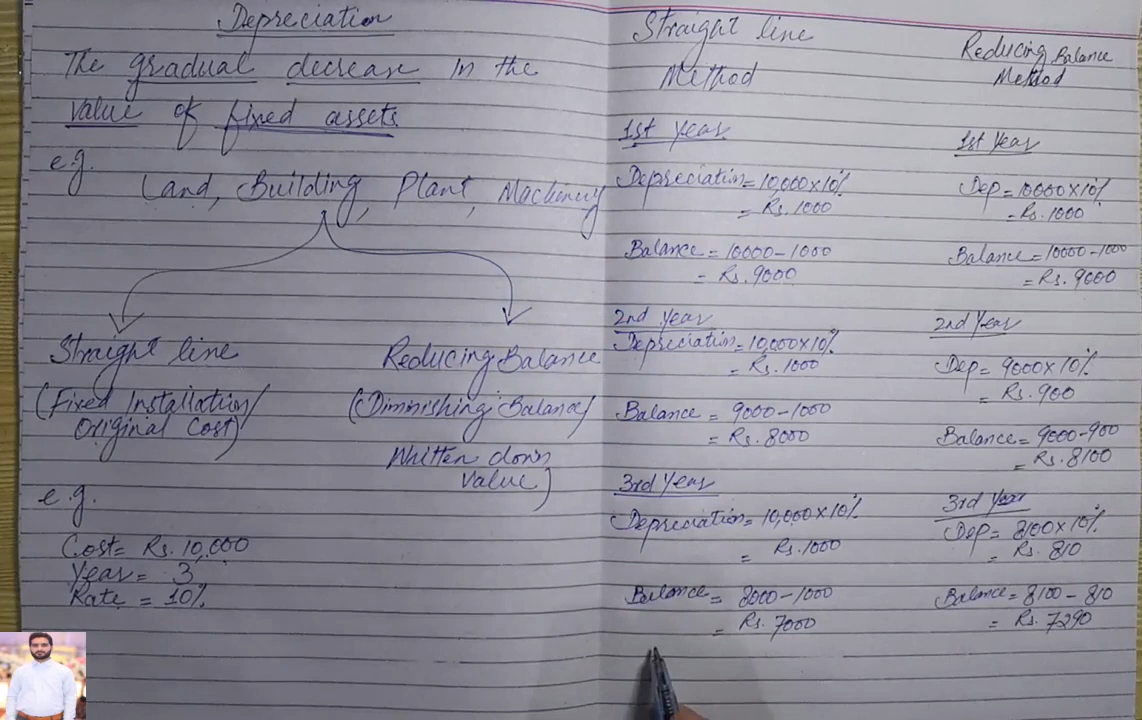 Depreciation
The gradual decrease in the
value of fixed assets
e.g.
Land, Building, Plant, Machinery
Straight line
(Fixed Installation/
Original Cost)
Reducing Balance
(Diminishing Balance/
Written down
value)
e.g.
Cost = Rs. 10,000
Year = 3
Rate = 10%
Straight line
Method
1st year
Depreciation = 10,000×10%
= Rs. 1000
Balance = 10000-1000
= Rs. 9000
2nd year
Depreciation = 10,000×10%
= Rs. 1000
Balance = 9000-1000
= Rs. 8000
3rd Year
Depreciation = 10,000×10%
= Rs. 1000
Balance = 8000-1000
= Rs. 7000
Reducing Balance
Method
1st Year
Dep = 10000×10%
= Rs. 1000
Balance = 10000-1000
= Rs. 9000
2nd Year
Dep = 9000×10%
= Rs. 900
Balance = 9000-900
= Rs. 8100
3rd Year
Dep = 8100×10%
= Rs. 810
Balance = 8100-810
= Rs. 7290